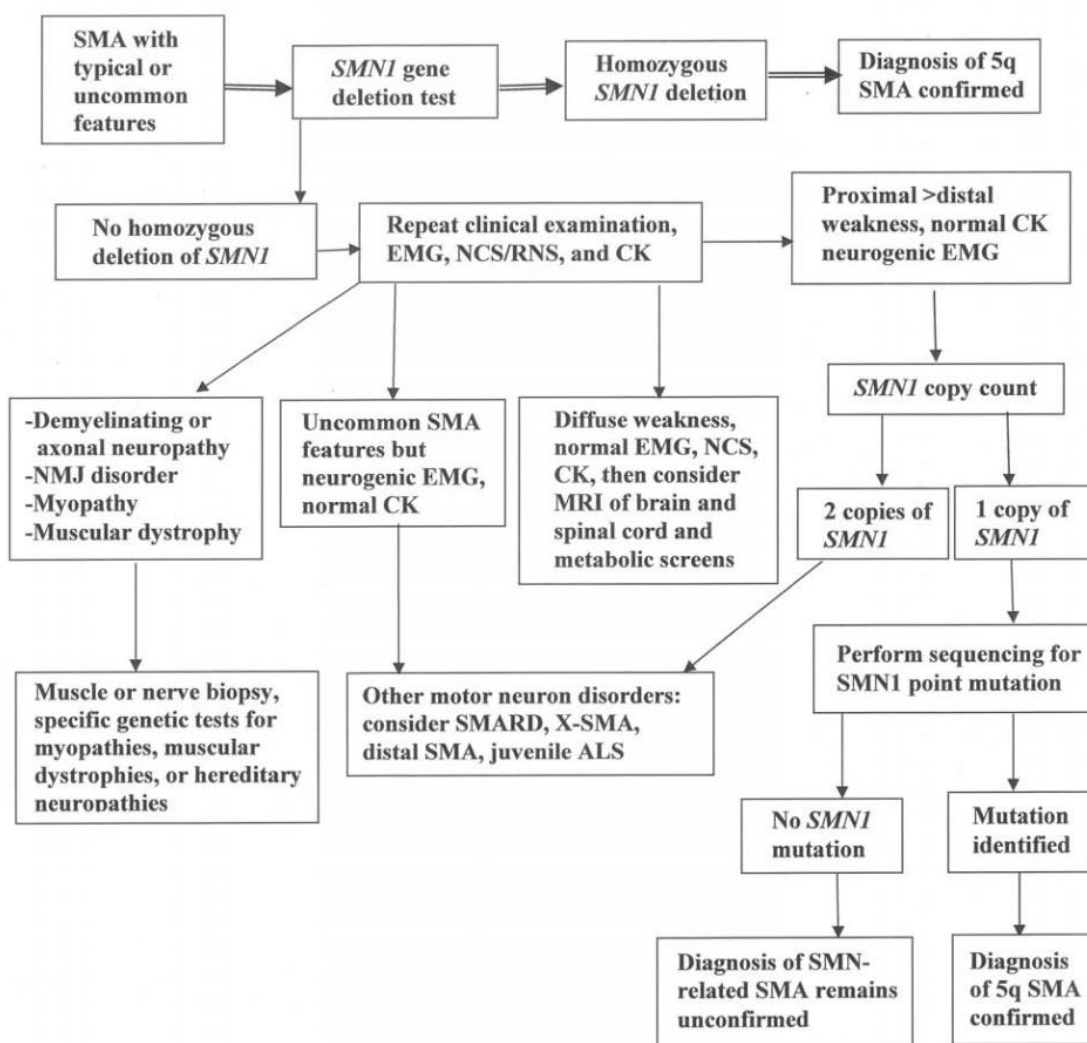 SMA with
typical or
uncommon
features
SMN1 gene
deletion test
Homozygous
SMN1 deletion
Diagnosis of 5q
SMA confirmed
No homozygous
deletion of SMN1
Repeat clinical examination,
EMG, NCS/RNS, and CK
Proximal >distal
weakness, normal CK
neurogenic EMG
SMN1 copy count
-Demyelinating or
axonal neuropathy
-NMJ disorder
-Myopathy
-Muscular dystrophy
Uncommon SMA
features but
neurogenic EMG,
normal CK
Diffuse weakness,
normal EMG, NCS,
CK, then consider
MRI of brain and
spinal cord and
metabolic screens
2 copies of
SMN1
1 copy of
SMN1
Muscle or nerve biopsy,
specific genetic tests for
myopathies, muscular
dystrophies, or hereditary
neuropathies
Other motor neuron disorders:
consider SMARD, X-SMA,
distal SMA, juvenile ALS
Perform sequencing for
SMN1 point mutation
No SMN1
mutation
Mutation
identified
Diagnosis of SMN-
related SMA remains
unconfirmed
Diagnosis
of 5q SMA
confirmed